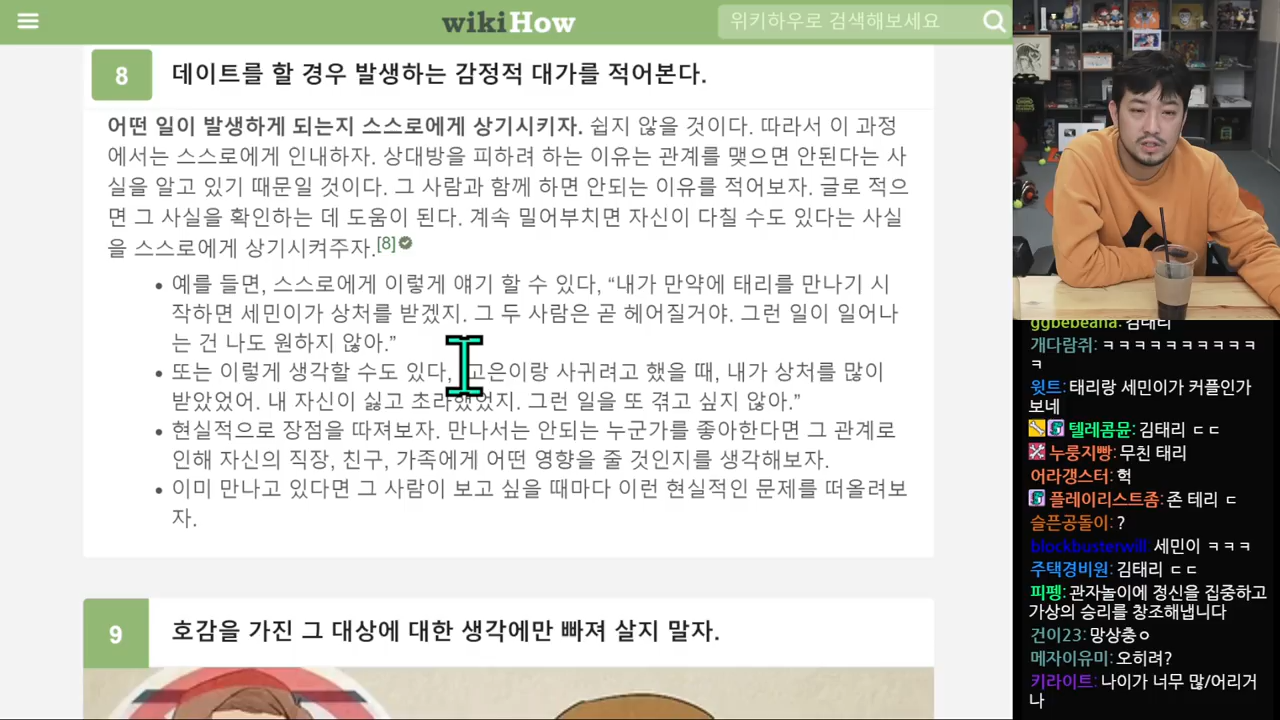 wikiHow
위키하우로 검색해보세요
8
데이트를 할 경우 발생하는 감정적 대가를 적어본다.
어떤 일이 발생하게 되는지 스스로에게 상기시키자. 쉽지 않을 것이다. 따라서 이 과정
에서는 스스로에게 인내하자. 상대방을 피하려 하는 이유는 관계를 맺으면 안된다는 사
실을 알고 있기 때문일 것이다. 그 사람과 함께 하면 안되는 이유를 적어보자. 글로 적으
면 그 사실을 확인하는 데 도움이 된다. 계속 밀어부치면 자신이 다칠 수도 있다는 사실
을 스스로에게 상기시켜주자.[8]
• 예를 들면, 스스로에게 이렇게 얘기 할 수 있다, “내가 만약에 태리를 만나기 시
작하면 세민이가 상처를 받겠지. 그 두 사람은 곧 헤어질거야. 그런 일이 일어나
는 건 나도 원하지 않아.”
• 또는 이렇게 생각할 수도 있다, 고은이랑 사귀려고 했을 때, 내가 상처를 많이
받았었어. 내 자신이 싫고 초라했었지. 그런 일을 또 겪고 싶지 않아.”
• 현실적으로 장점을 따져보자. 만나서는 안되는 누군가를 좋아한다면 그 관계로
인해 자신의 직장, 친구, 가족에게 어떤 영향을 줄 것인지를 생각해보자.
• 이미 만나고 있다면 그 사람이 보고 싶을 때마다 이런 현실적인 문제를 떠올려보
자.
9
호감을 가진 그 대상에 대한 생각에만 빠져 살지 말자.
ggbebeana: 김태리
개다람쥐: ㅋㅋㅋㅋㅋㅋㅋㅋㅋㅋ
ㅋ
윗트: 태리랑 세민이가 커플인가
보네
텔레콤뮨: 김태리 ㄷㄷ
누룽지빵: 무친 태리
어라갱스터: 헉
플레이리스트좀: 존 테리 ㄷ
슬픈공돌이: ?
blockbusterwill: 세민이 ㅋㅋㅋ
주택경비원: 김태리 ㄷㄷ
피펭: 관자놀이에 정신을 집중하고
가상의 승리를 창조해냅니다
건이23: 망상충ㅇ
메자이유미: 오히려?
키라이트: 나이가 너무 많/어리거
나